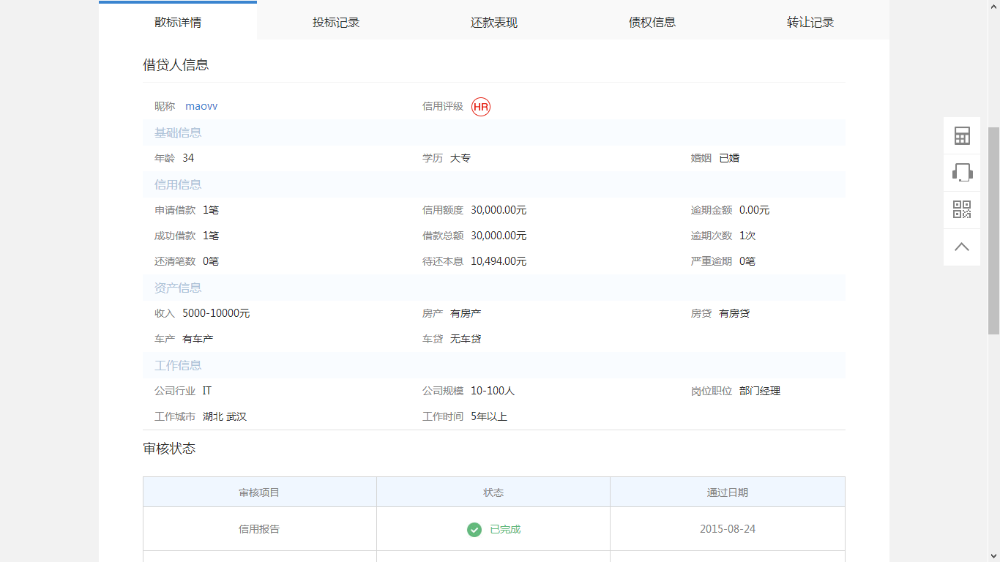 散标详情 投标记录 还款表现 债权信息 转让记录
借贷人信息
昵称 maovv 信用评级 HR
基础信息
年龄 34 学历 大专 婚姻 已婚
信用信息
申请借款 1笔 信用额度 30,000.00元 逾期金额 0.00元
成功借款 1笔 借款总额 30,000.00元 逾期次数 1次
还清笔数 0笔 待还本息 10,494.00元 严重逾期 0笔
资产信息
收入 5000-10000元 房产 有房产 房贷 有房贷
车产 有车产 车贷 无车贷
工作信息
公司行业 IT 公司规模 10-100人 岗位职位 部门经理
工作城市 湖北 武汉 工作时间 5年以上
审核状态
审核项目 状态 通过日期
信用报告 已完成 2015-08-24